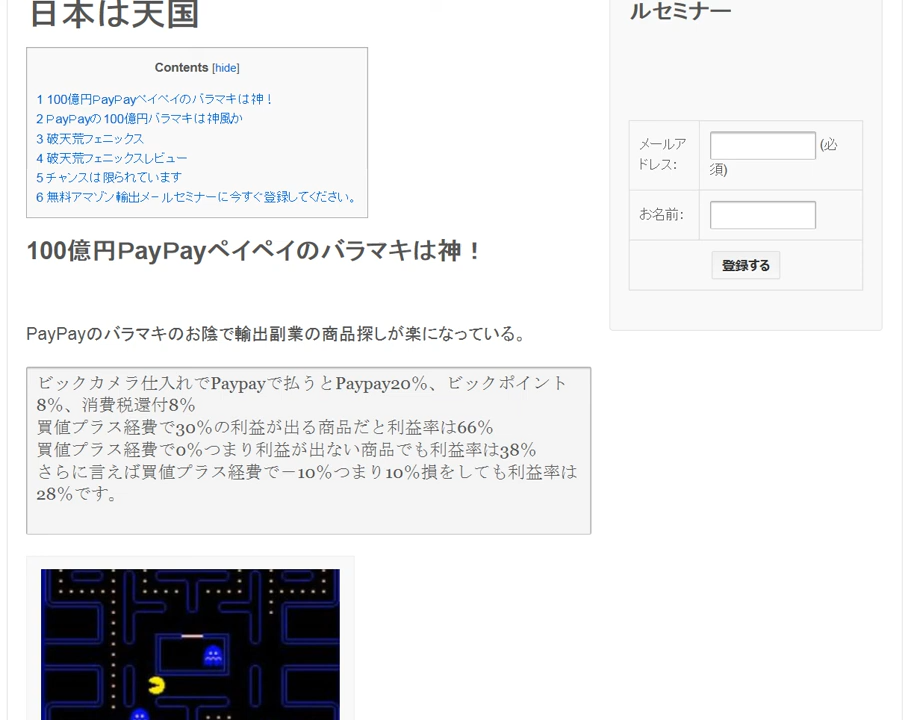 日本は天国
Contents [hide]
1 100億円PayPayペイペイのバラマキは神！
2 PayPayの100億円バラマキは神風か
3 破天荒フェニックス
4 破天荒フェニックスレビュー
5 チャンスは限られています
6 無料アマゾン輸出メールセミナーに今すぐ登録してください。
100億円PayPayペイペイのバラマキは神！
PayPayのバラマキのお陰で輸出副業の商品探しが楽になっている。
ビックカメラ仕入れでPaypayで払うとPaypay20％、ビックポイント
8％、消費税還付8％
買値プラス経費で30％の利益が出る商品だと利益率は66％
買値プラス経費で0％つまり利益が出ない商品でも利益率は38％
さらに言えば買値プラス経費で－10％つまり10％損をしても利益率は
28％です。
ルセミナー
メールア
ドレス:
(必
須)
お名前:
登録する